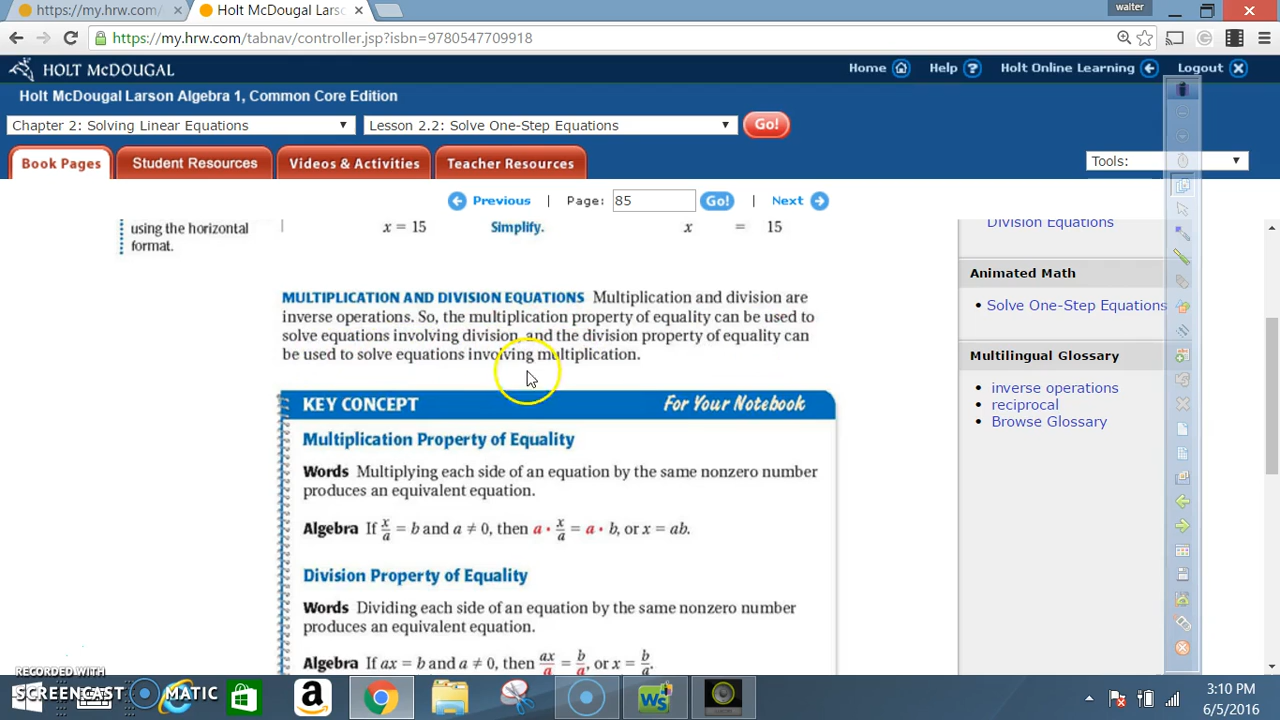 https://my.hrw.com/tabnav/ ×
Holt McDougal Lars ×
walter
https://my.hrw.com/tabnav/controller.jsp?isbn=9780547709918
HOLT MCDOUGAL
Home
Help ?
Holt Online Learning
Logout
Holt McDougal Larson Algebra 1, Common Core Edition
Chapter 2: Solving Linear Equations
Lesson 2.2: Solve One-Step Equations
Go!
Book Pages
Student Resources
Videos & Activities
Teacher Resources
Tools:
Previous | Page: 85 Go! | Next
using the horizontal
format.
x = 15 Simplify. x = 15
MULTIPLICATION AND DIVISION EQUATIONS Multiplication and division are
inverse operations. So, the multiplication property of equality can be used to
solve equations involving division, and the division property of equality can
be used to solve equations involving multiplication.
KEY CONCEPT For Your Notebook
Multiplication Property of Equality
Words Multiplying each side of an equation by the same nonzero number
produces an equivalent equation.
Algebra If x/a = b and a ≠ 0, then a • x/a = a • b, or x = ab.
Division Property of Equality
Words Dividing each side of an equation by the same nonzero number
produces an equivalent equation.
Algebra If ax = b and a ≠ 0, then ax/a = b/a, or x = b/a.
Division Equations
Animated Math
• Solve One-Step Equations
Multilingual Glossary
• inverse operations
• reciprocal
• Browse Glossary
RECORDED WITH
SCREENCAST MATIC
3:10 PM
6/5/2016